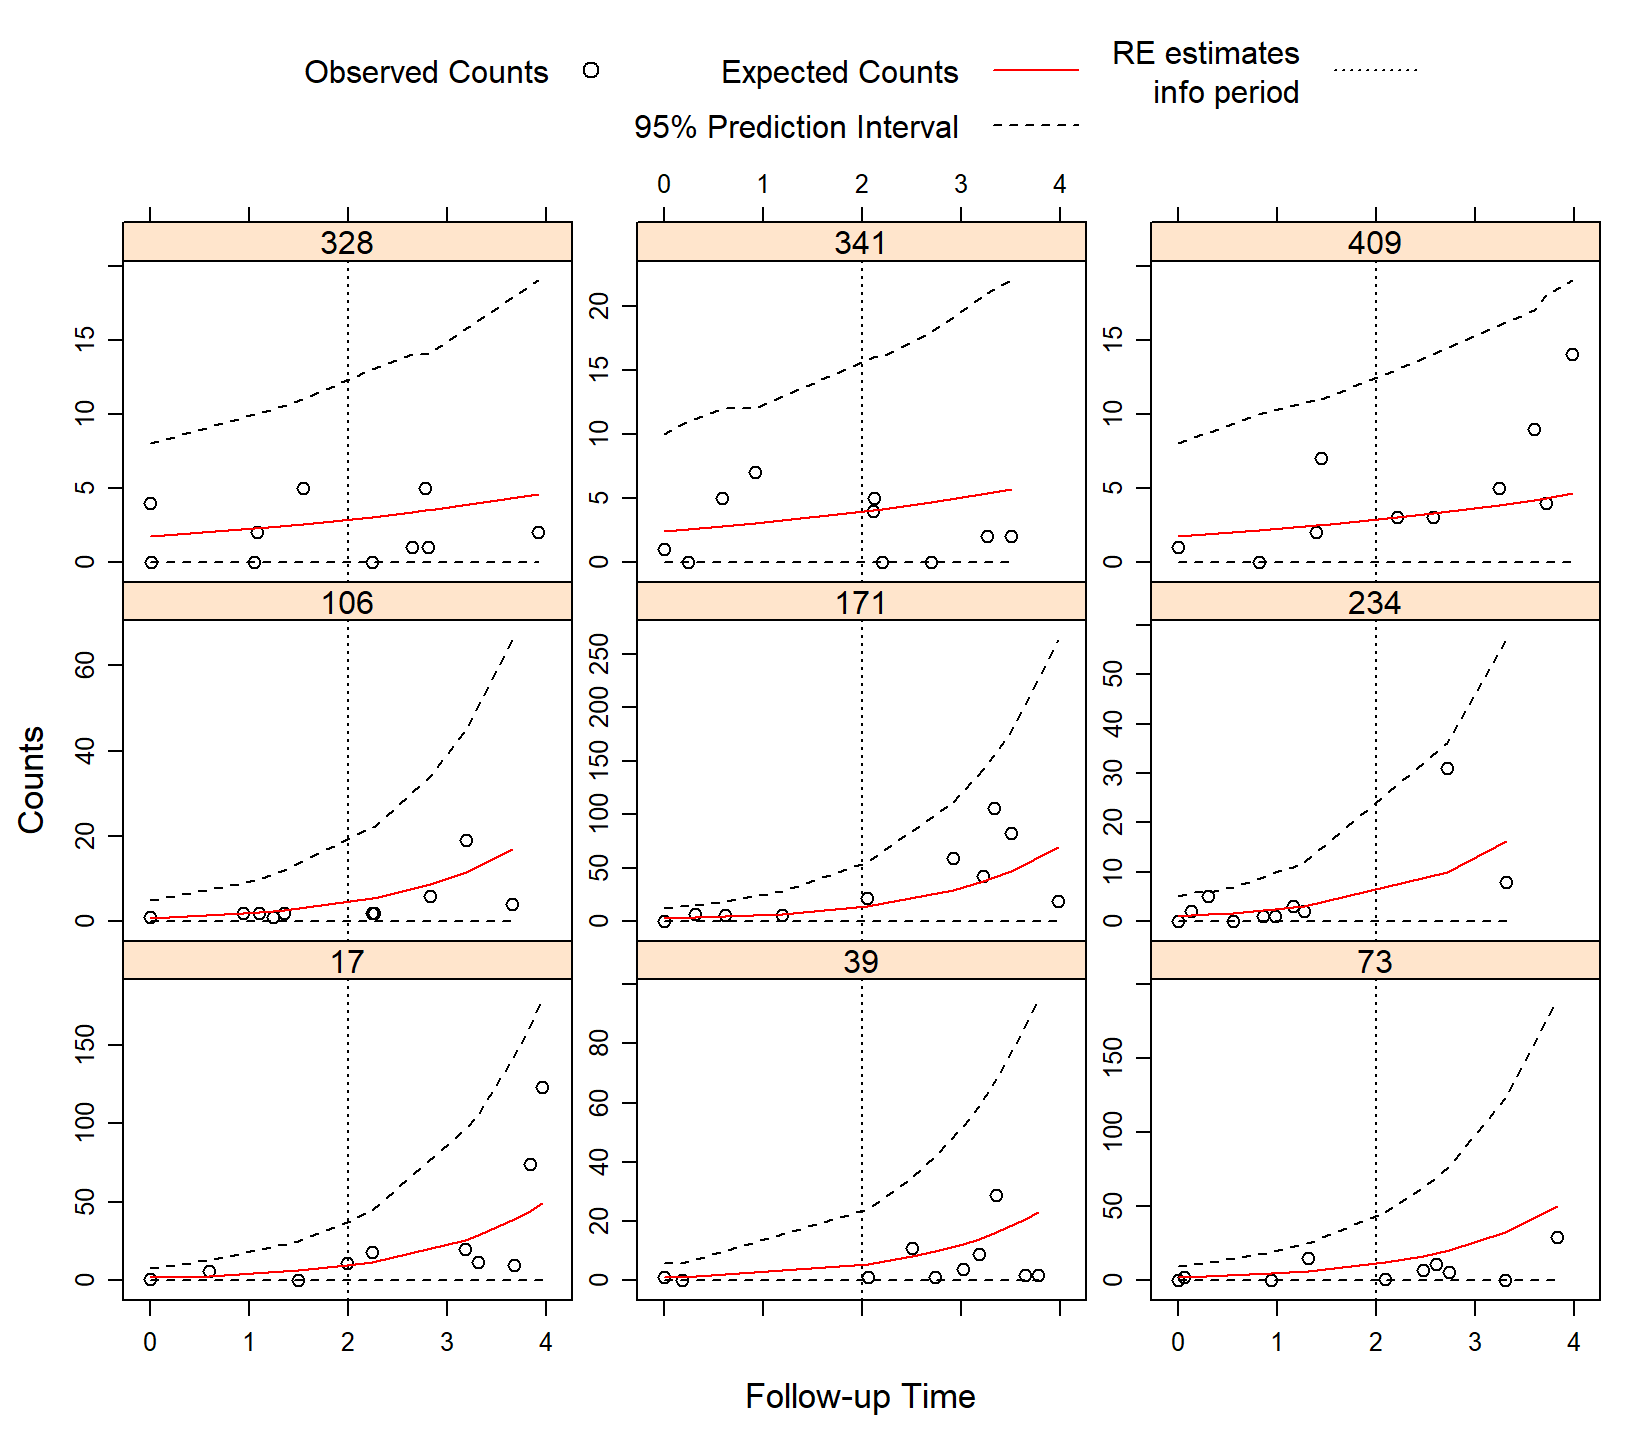 Observed Counts
Expected Counts
RE estimates
info period
95% Prediction Interval
0 1 2 3 4
328 341 409
0 5 10 15
0 5 10 15 20
0 5 10 15
106 171 234
0 20 40 60
0 50 100 150 200 250
0 10 20 30 40 50
Counts
17 39 73
0 50 100 150
0 20 40 60 80
0 50 100 150
0 1 2 3 4
0 1 2 3 4
Follow-up Time